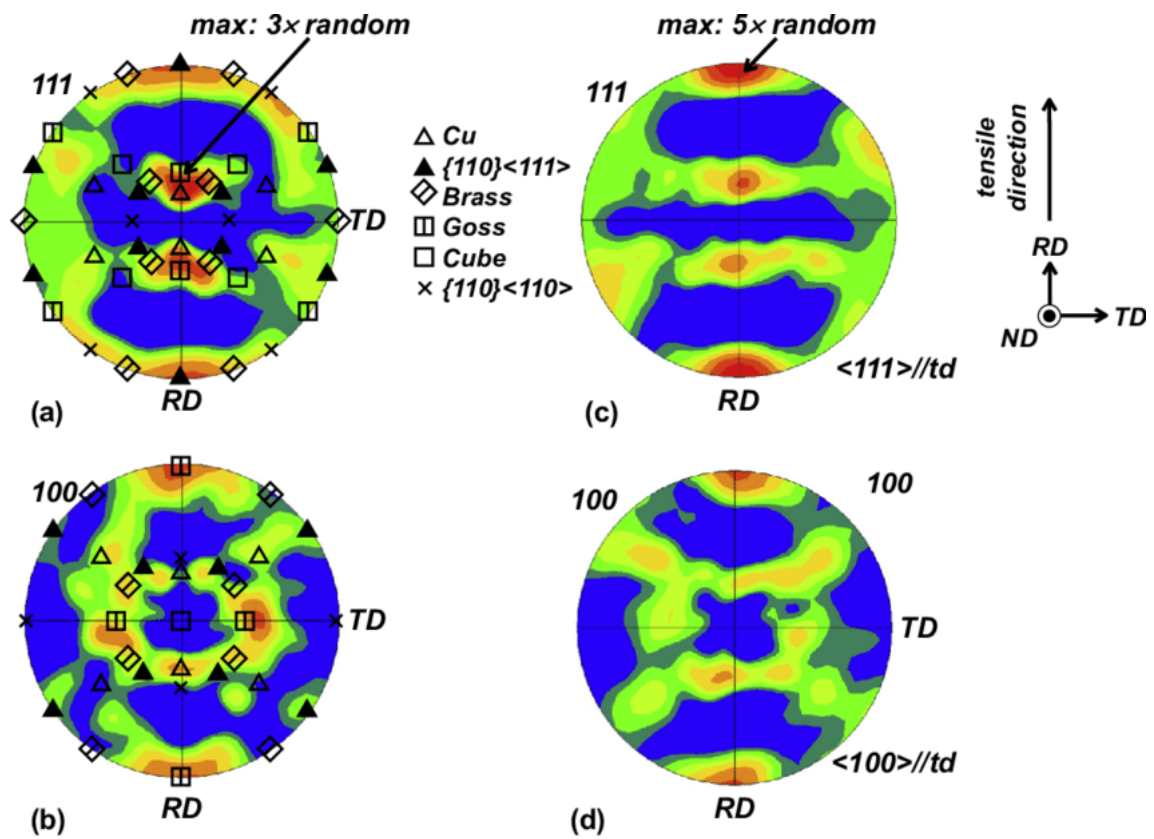 max: 3× random
max: 5× random
111
111
Cu
{110}<111>
Brass
Goss
Cube
{110}<110>
tensile
direction
RD
TD
ND
TD
<111>//td
RD
RD
(a)
(c)
100
100
100
TD
TD
<100>//td
RD
RD
(b)
(d)